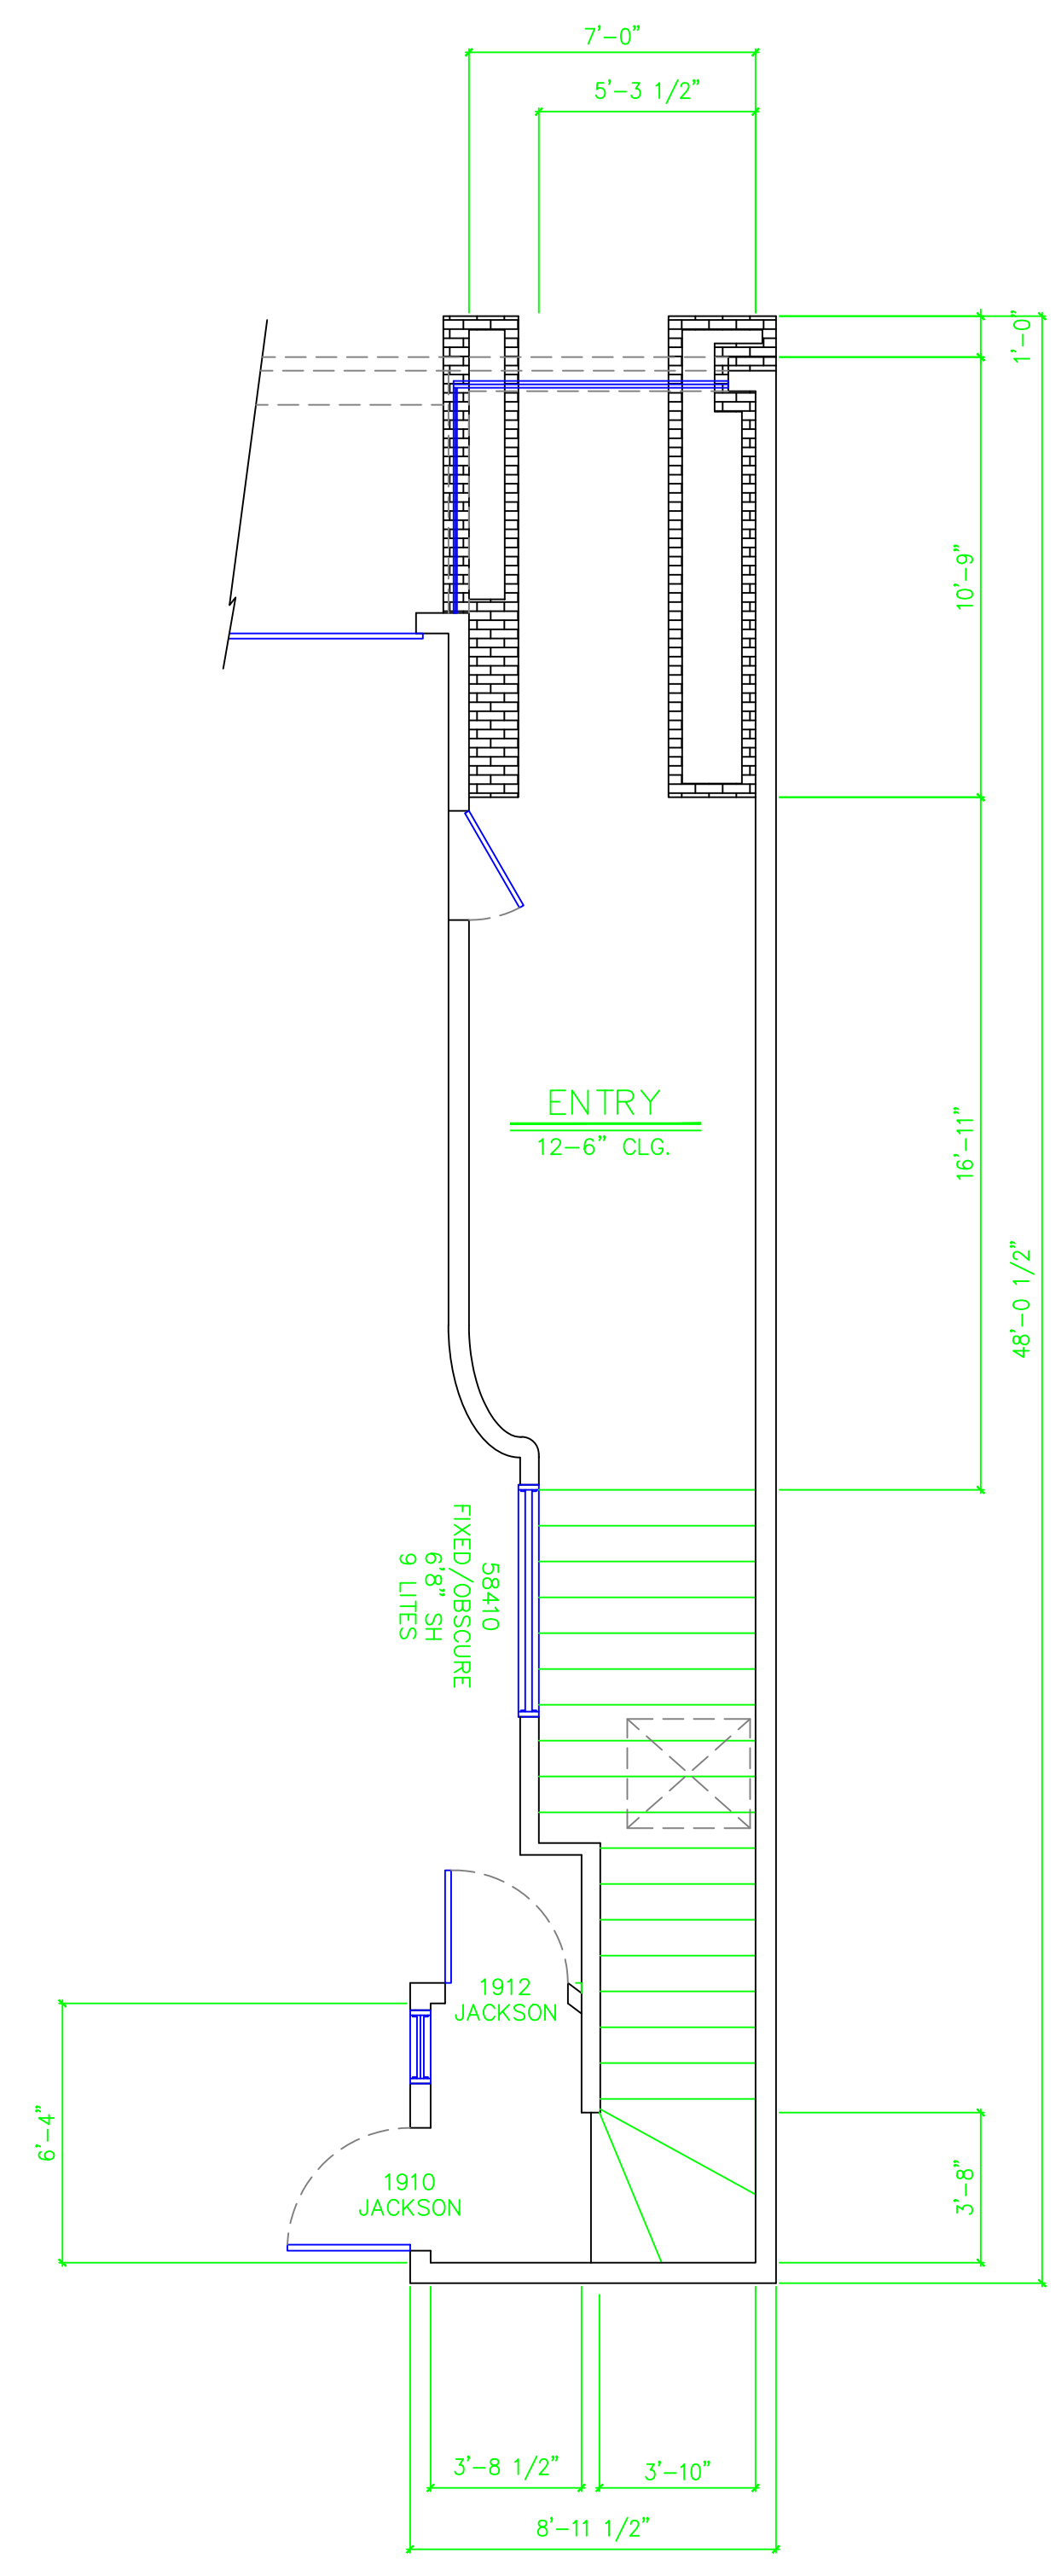 7'-0"
5'-3 1/2"
1'-0"
10'-9"
ENTRY
12-6" CLG.
16'-11"
48'-0 1/2"
58410
FIXED/OBSCURE
6'8" SH
9 LITES
1912
JACKSON
6'-4"
1910
JACKSON
3'-8"
3'-8 1/2"
3'-10"
8'-11 1/2"